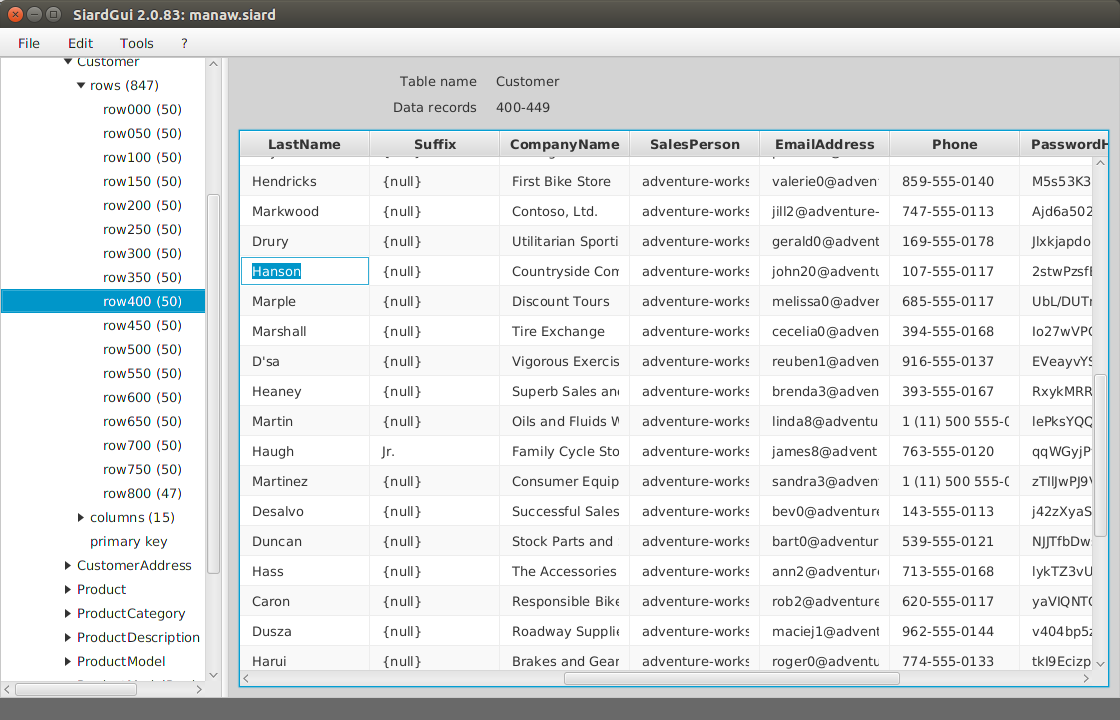 SiardGui 2.0.83: manaw.siard
File Edit Tools ?
Customer
rows (847)
row000 (50)
row050 (50)
row100 (50)
row150 (50)
row200 (50)
row250 (50)
row300 (50)
row350 (50)
row400 (50)
row450 (50)
row500 (50)
row550 (50)
row600 (50)
row650 (50)
row700 (50)
row750 (50)
row800 (47)
columns (15)
primary key
CustomerAddress
Product
ProductCategory
ProductDescription
ProductModel
Table name Customer
Data records 400-449
LastName Suffix CompanyName SalesPerson EmailAddress Phone PasswordH
Hendricks {null} First Bike Store adventure-works valerie0@adven 859-555-0140 M5s53K3
Markwood {null} Contoso, Ltd. adventure-works jill2@adventure- 747-555-0113 Ajd6a502
Drury {null} Utilitarian Sporti adventure-works gerald0@advent 169-555-0178 Jlxkjapdo
Hanson {null} Countryside Com adventure-works john20@adventu 107-555-0117 2stwPzsf
Marple {null} Discount Tours adventure-works melissa0@adven 685-555-0117 UbL/DUT
Marshall {null} Tire Exchange adventure-works cecelia0@adven 394-555-0168 Io27wVP
D'sa {null} Vigorous Exercis adventure-works reuben1@advent 916-555-0137 EVeayvYS
Heaney {null} Superb Sales and adventure-works brenda3@adven 393-555-0167 RxykMRR
Martin {null} Oils and Fluids W adventure-works linda8@adventu 1 (11) 500 555-0 lePksYQQ
Haugh Jr. Family Cycle Sto adventure-works james8@advent 763-555-0120 qqWGyjP
Martinez {null} Consumer Equip adventure-works sandra3@adven 1 (11) 500 555-0 zTIlJwPJ9V
Desalvo {null} Successful Sales adventure-works bev0@adventure 143-555-0113 j42zXyaS
Duncan {null} Stock Parts and adventure-works bart0@adventur 539-555-0121 NJJTfbDw
Hass {null} The Accessories adventure-works ann2@adventure 713-555-0168 lykTZ3vU
Caron {null} Responsible Bike adventure-works rob2@adventure 620-555-0117 yaVIQNT
Dusza {null} Roadway Supplie adventure-works maciej1@advent 962-555-0144 v404bp5z
Harui {null} Brakes and Gear adventure-works roger0@adventu 774-555-0133 tkI9Ecizp